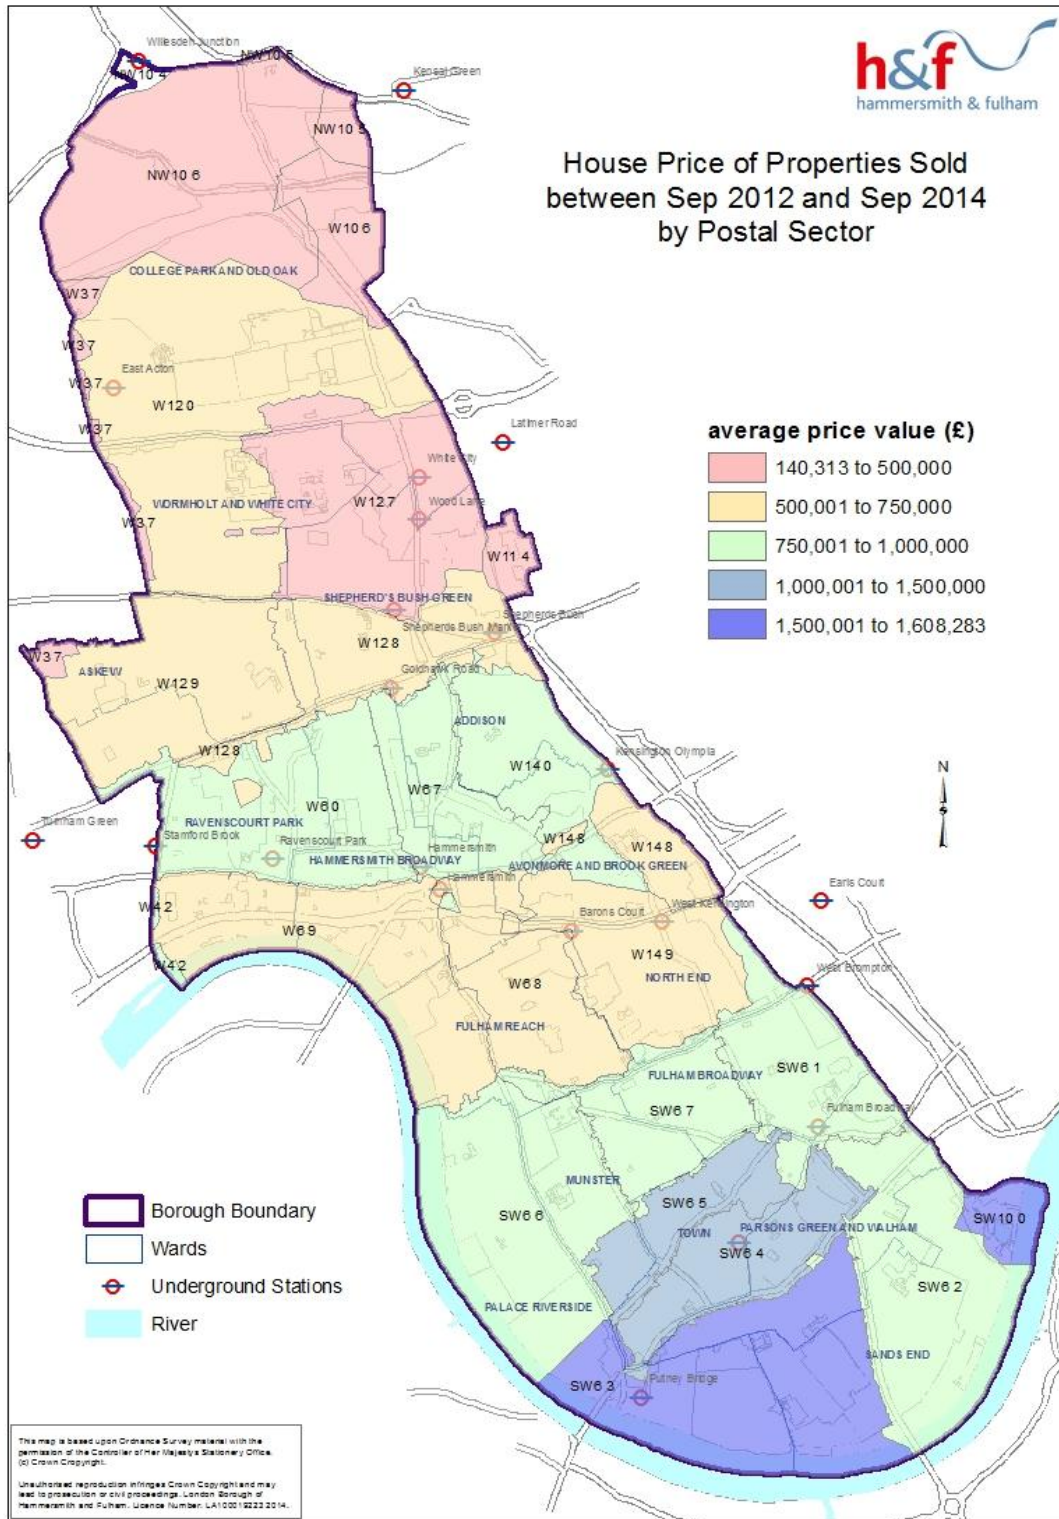 Willesden Junction
NW10 5
NW10 4
Kensal Green
h&f
hammersmith & fulham
House Price of Properties Sold
between Sep 2012 and Sep 2014
by Postal Sector
NW10 5
NW10 6
W10 6
COLLEGE PARK AND OLD OAK
W3 7
W3 7
East Acton
W3 7
W12 0
W3 7
Latimer Road
average price value (£)
140,313 to 500,000
500,001 to 750,000
750,001 to 1,000,000
1,000,001 to 1,500,000
1,500,001 to 1,608,283
White City
W12 7
Wood Lane
WORMHOLT AND WHITE CITY
W3 7
W11 4
SHEPHERD'S BUSH GREEN
Shepherds Bush
Shepherds Bush Market
W12 8
W3 7
ASKEW
Goldhawk Road
W12 9
ADDISON
W12 8
Kensington Olympia
W14 0
W6 7
W6 0
N
RAVENSCOURT PARK
Turnham Green
Stamford Brook
Ravenscourt Park
Hammersmith
W14 8
W14 8
HAMMERSMITH BROADWAY
AVONMORE AND BROOK GREEN
Hammersmith
Earls Court
W4 2
W6 9
Barons Court
West Kensington
W14 9
W4 2
NORTH END
West Brompton
W6 8
FULHAM REACH
SW6 1
FULHAM BROADWAY
SW6 7
Fulham Broadway
MUNSTER
SW6 5
SW6 6
TOWN
PARSONS GREEN AND WALHAM
SW10 0
SW6 4
SW6 2
PALACE RIVERSIDE
SANDS END
SW6 3
Putney Bridge
Borough Boundary
Wards
Underground Stations
River
This map is based upon Ordnance Survey material with the
permission of the Controller of Her Majesty's Stationery Office.
(c) Crown Copyright.
Unauthorised reproduction infringes Crown Copyright and may
lead to prosecution or civil proceedings. London Borough of
Hammersmith and Fulham. Licence Number: LA100019223 2014.